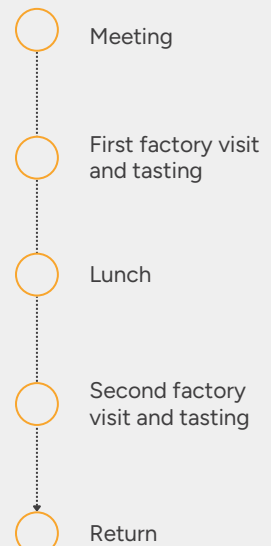 Meeting
First factory visit
and tasting
Lunch
Second factory
visit and tasting
Return